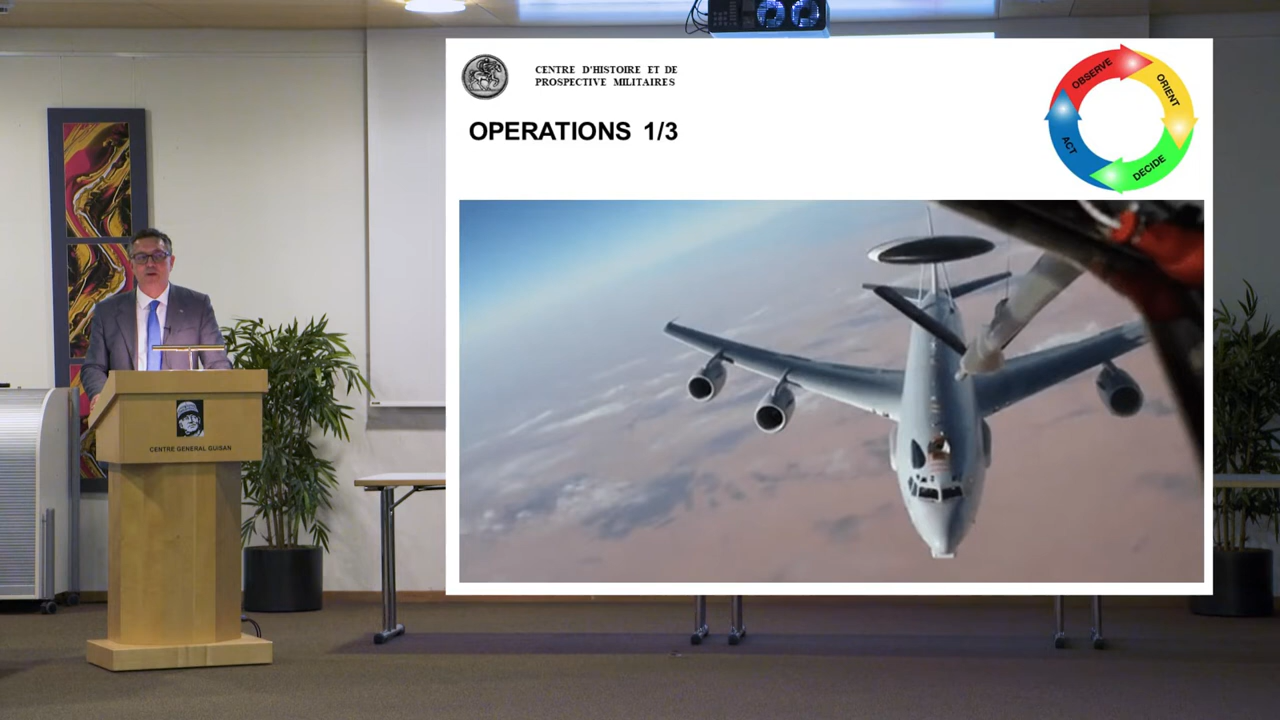 CENTRE D'HISTOIRE ET DE
PROSPECTIVE MILITAIRES
OPERATIONS 1/3
OBSERVE
ORIENT
DECIDE
ACT
CENTRE GENERAL GUISAN